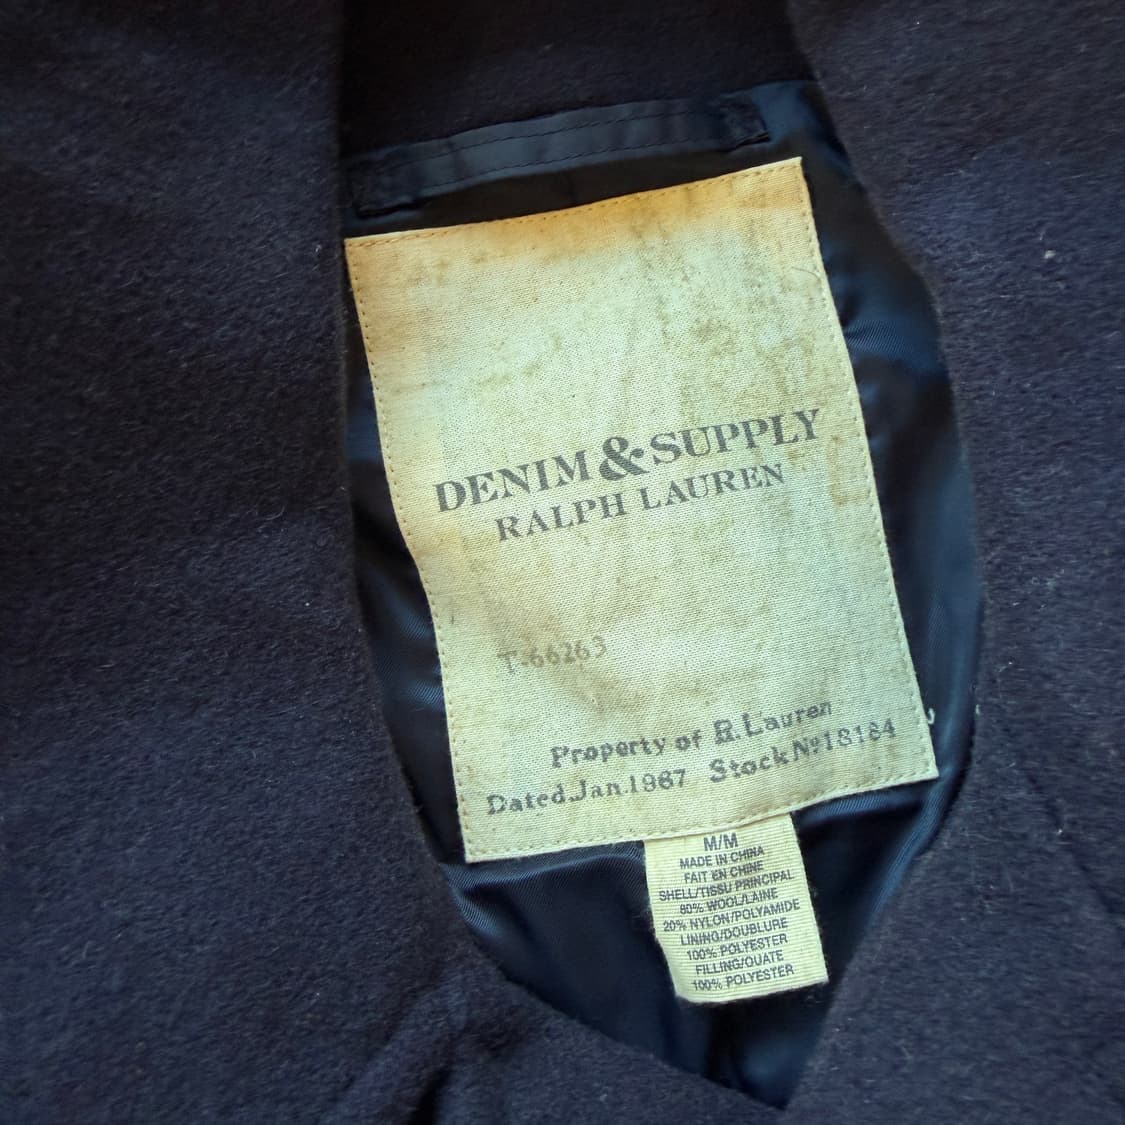 DENIM & SUPPLY
RALPH LAUREN
T-66263
Property of R. Lauren
Dated Jan. 1967 Stock Nº 18184
M/M
MADE IN CHINA
FAIT EN CHINE
SHELL/TISSU PRINCIPAL
80% WOOL/LAINE
20% NYLON/POLYAMIDE
LINING/DOUBLURE
100% POLYESTER
FILLING/OUATE
100% POLYESTER